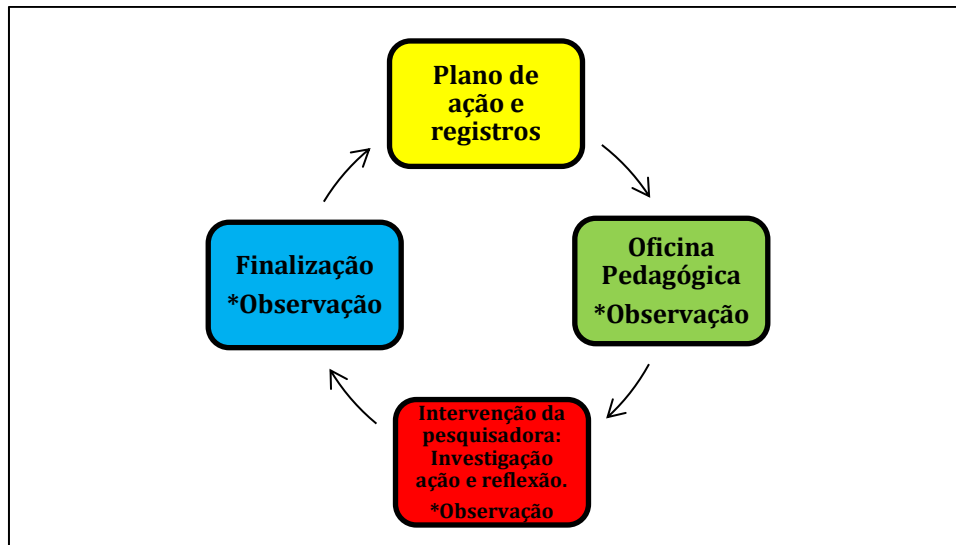 Plano de
ação e
registros
Oficina
Pedagógica
*Observação
Intervenção da
pesquisadora:
Investigação
ação e reflexão.
*Observação
Finalização
*Observação